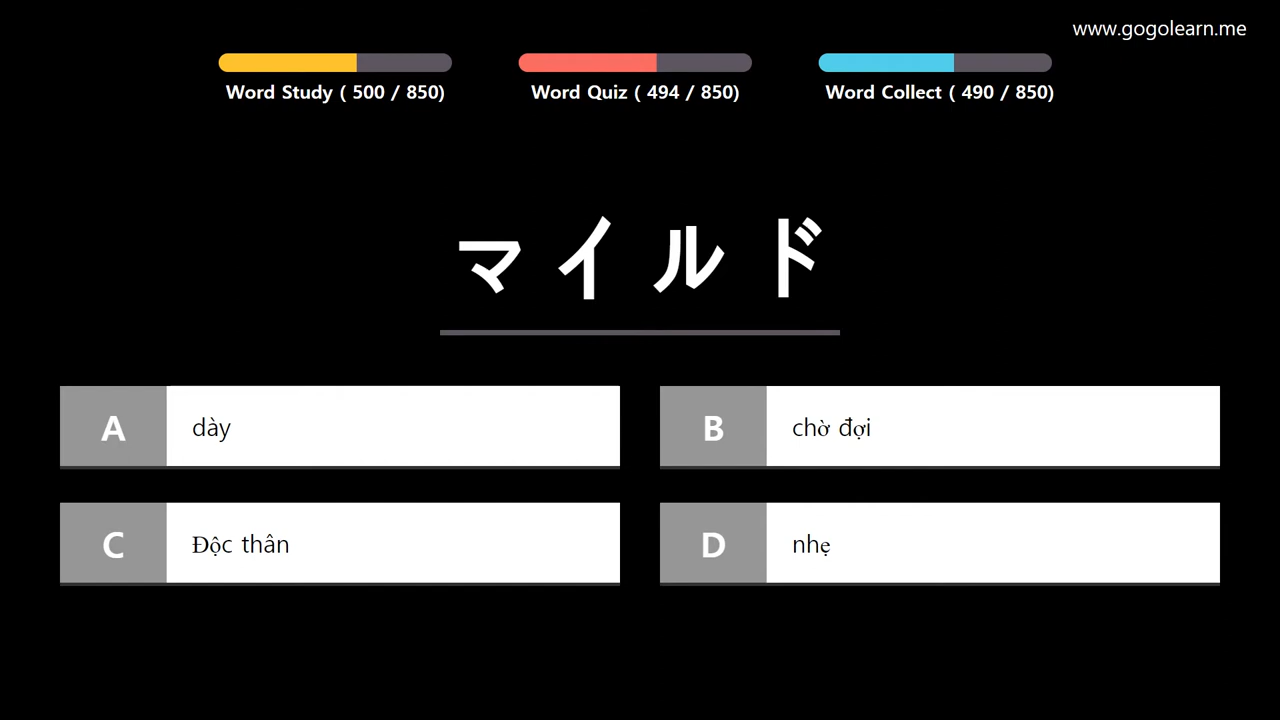 www.gogolearn.me
Word Study ( 500 / 850)
Word Quiz ( 494 / 850)
Word Collect ( 490 / 850)
マイルド
A dày
B chờ đợi
C Độc thân
D nhẹ